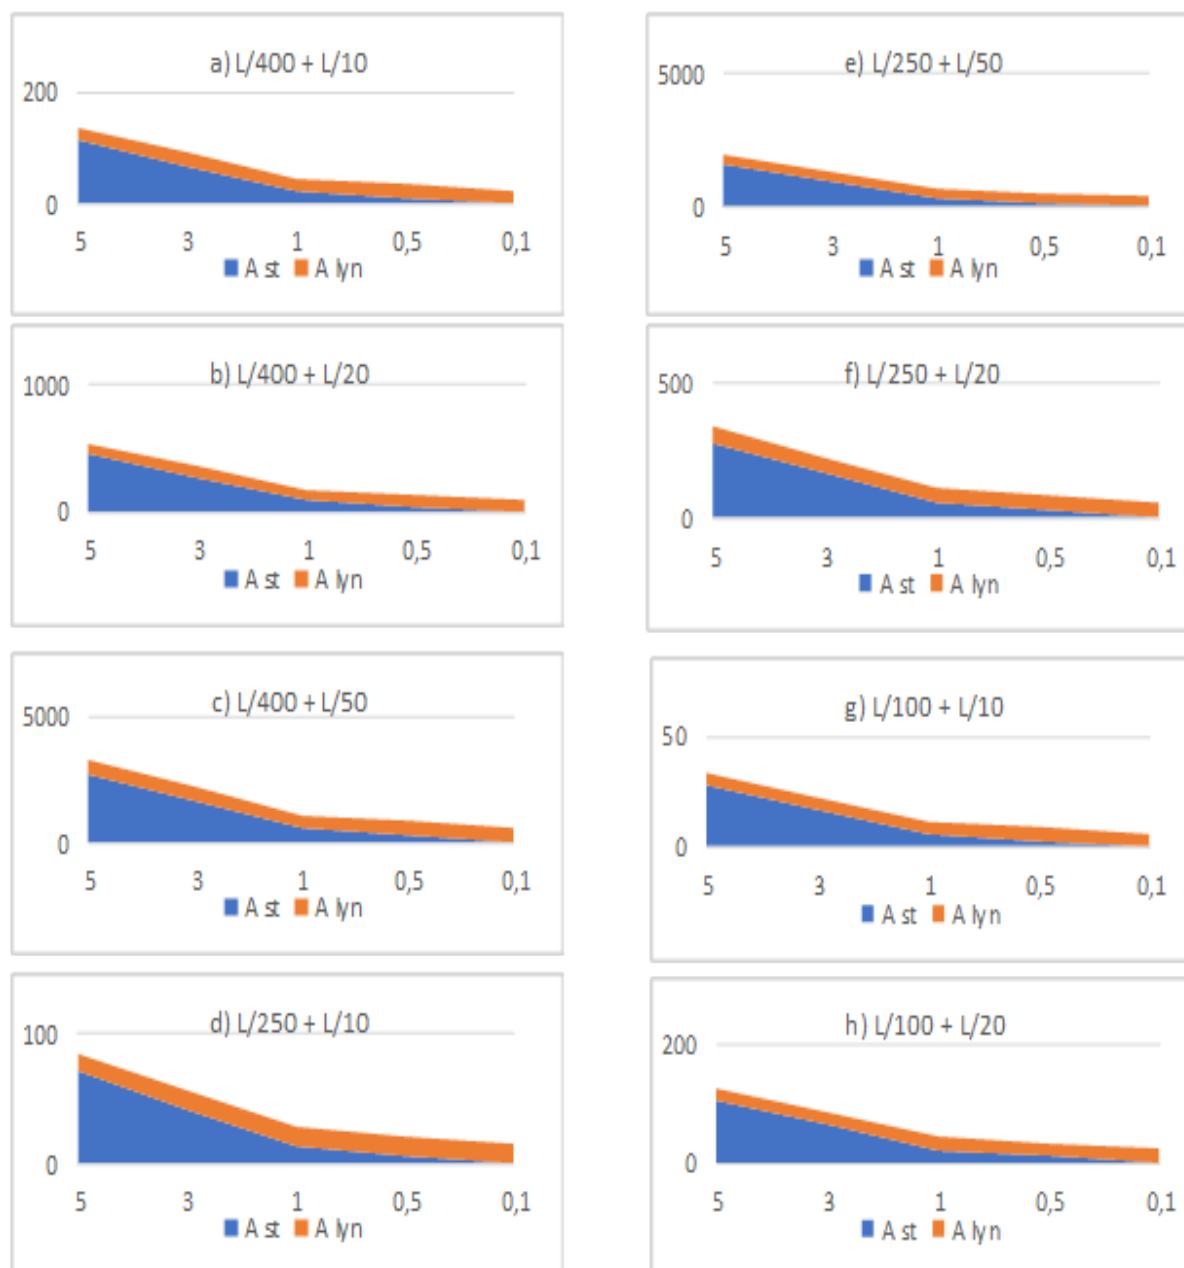 a) L/400 + L/10
200
0
5 3 1 0,5 0,1
A st A lyn
b) L/400 + L/20
1000
0
5 3 1 0,5 0,1
A st A lyn
c) L/400 + L/50
5000
0
5 3 1 0,5 0,1
A st A lyn
d) L/250 + L/10
100
0
5 3 1 0,5 0,1
A st A lyn
e) L/250 + L/50
5000
0
5 3 1 0,5 0,1
A st A lyn
f) L/250 + L/20
500
0
5 3 1 0,5 0,1
A st A lyn
g) L/100 + L/10
50
0
5 3 1 0,5 0,1
A st A lyn
h) L/100 + L/20
200
0
5 3 1 0,5 0,1
A st A lyn